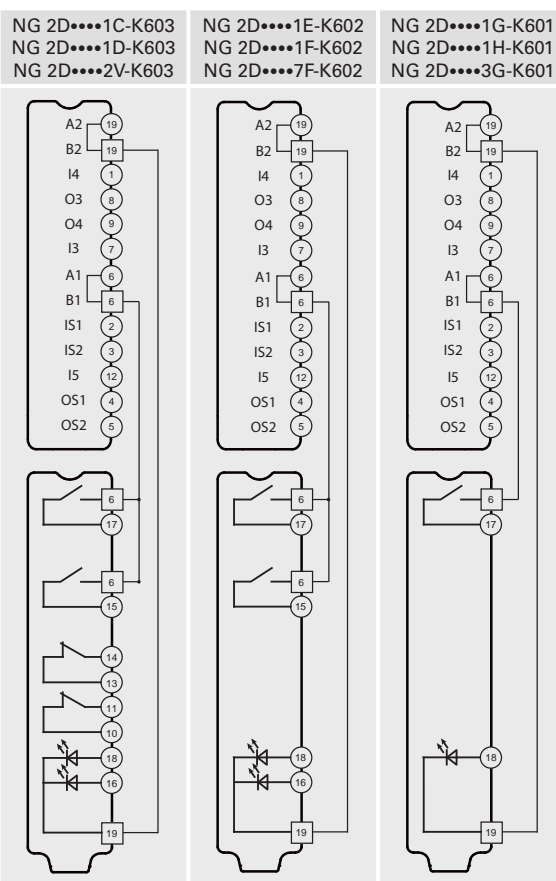 NG 2D••••1C-K603
NG 2D••••1D-K603
NG 2D••••2V-K603
A2 19
B2 19
I4 1
O3 8
O4 9
I3 7
A1 6
B1 6
IS1 2
IS2 3
I5 12
OS1 4
OS2 5
6
17
6
15
14
13
11
10
18
16
19
NG 2D••••1E-K602
NG 2D••••1F-K602
NG 2D••••7F-K602
A2 19
B2 19
I4 1
O3 8
O4 9
I3 7
A1 6
B1 6
IS1 2
IS2 3
I5 12
OS1 4
OS2 5
6
17
6
15
18
16
19
NG 2D••••1G-K601
NG 2D••••1H-K601
NG 2D••••3G-K601
A2 19
B2 19
I4 1
O3 8
O4 9
I3 7
A1 6
B1 6
IS1 2
IS2 3
I5 12
OS1 4
OS2 5
6
17
18
19